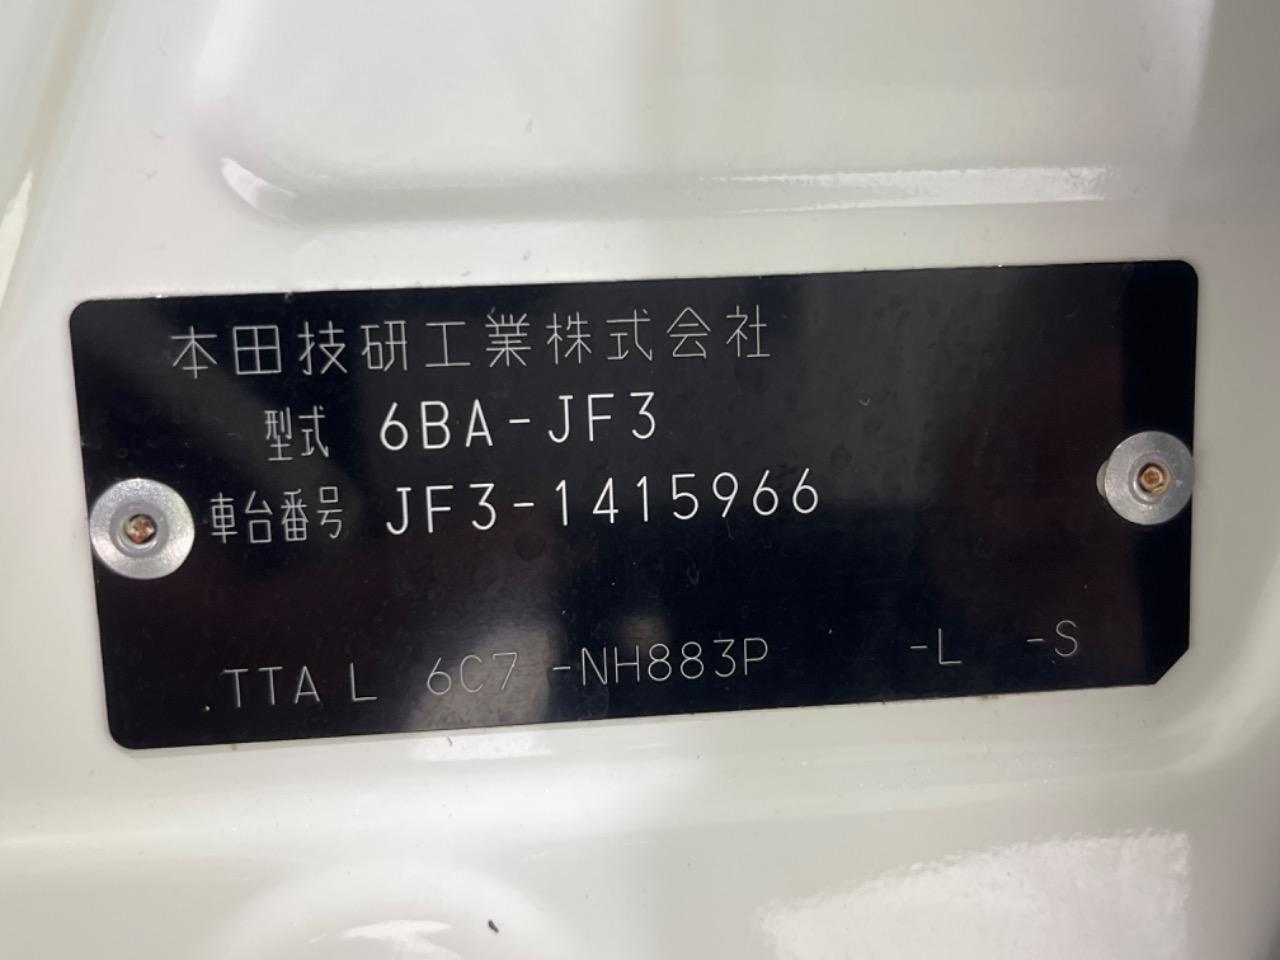 本田技研工業株式会社
型式 6BA-JF3
車台番号 JF3-1415966
TTA L 6C7 -NH883P -L -S